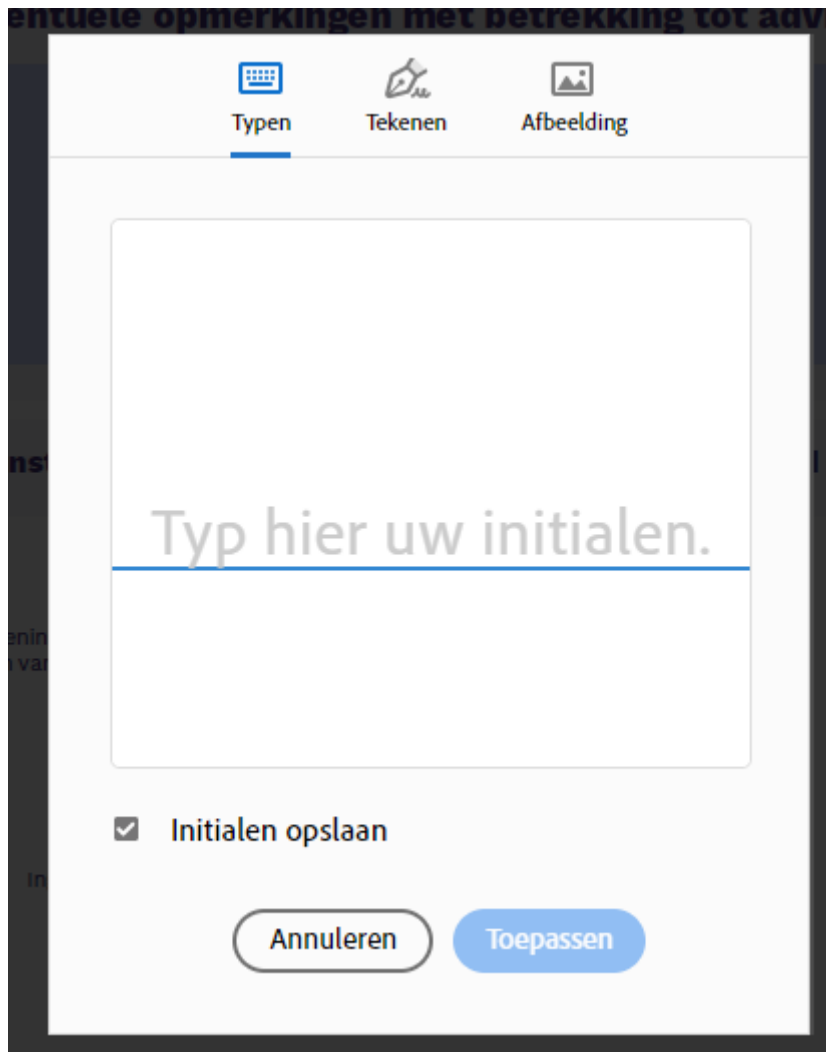 entuele opmerkingen met betrekking tot adv
Typen
Tekenen
Afbeelding
Typ hier uw initialen.
Initialen opslaan
Annuleren
Toepassen